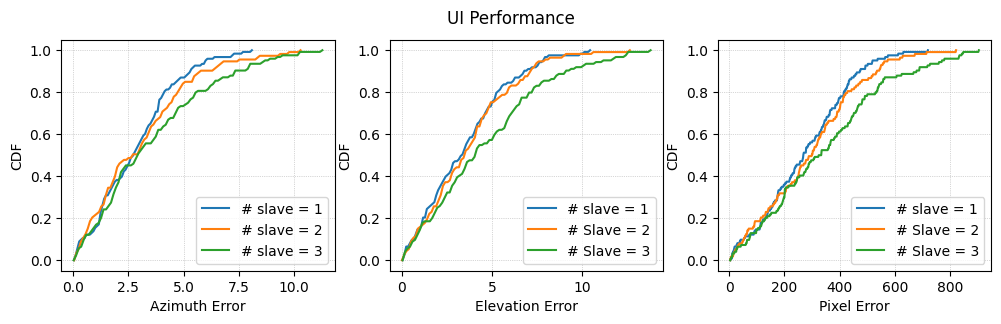 UI Performance
CDF
1.0
0.8
0.6
0.4
0.2
0.0
# slave = 1
# slave = 2
# slave = 3
0.0 2.5 5.0 7.5 10.0
Azimuth Error
CDF
1.0
0.8
0.6
0.4
0.2
0.0
# slave = 1
# Slave = 2
# Slave = 3
0 5 10
Elevation Error
CDF
1.0
0.8
0.6
0.4
0.2
0.0
# slave = 1
# Slave = 2
# Slave = 3
0 200 400 600 800
Pixel Error